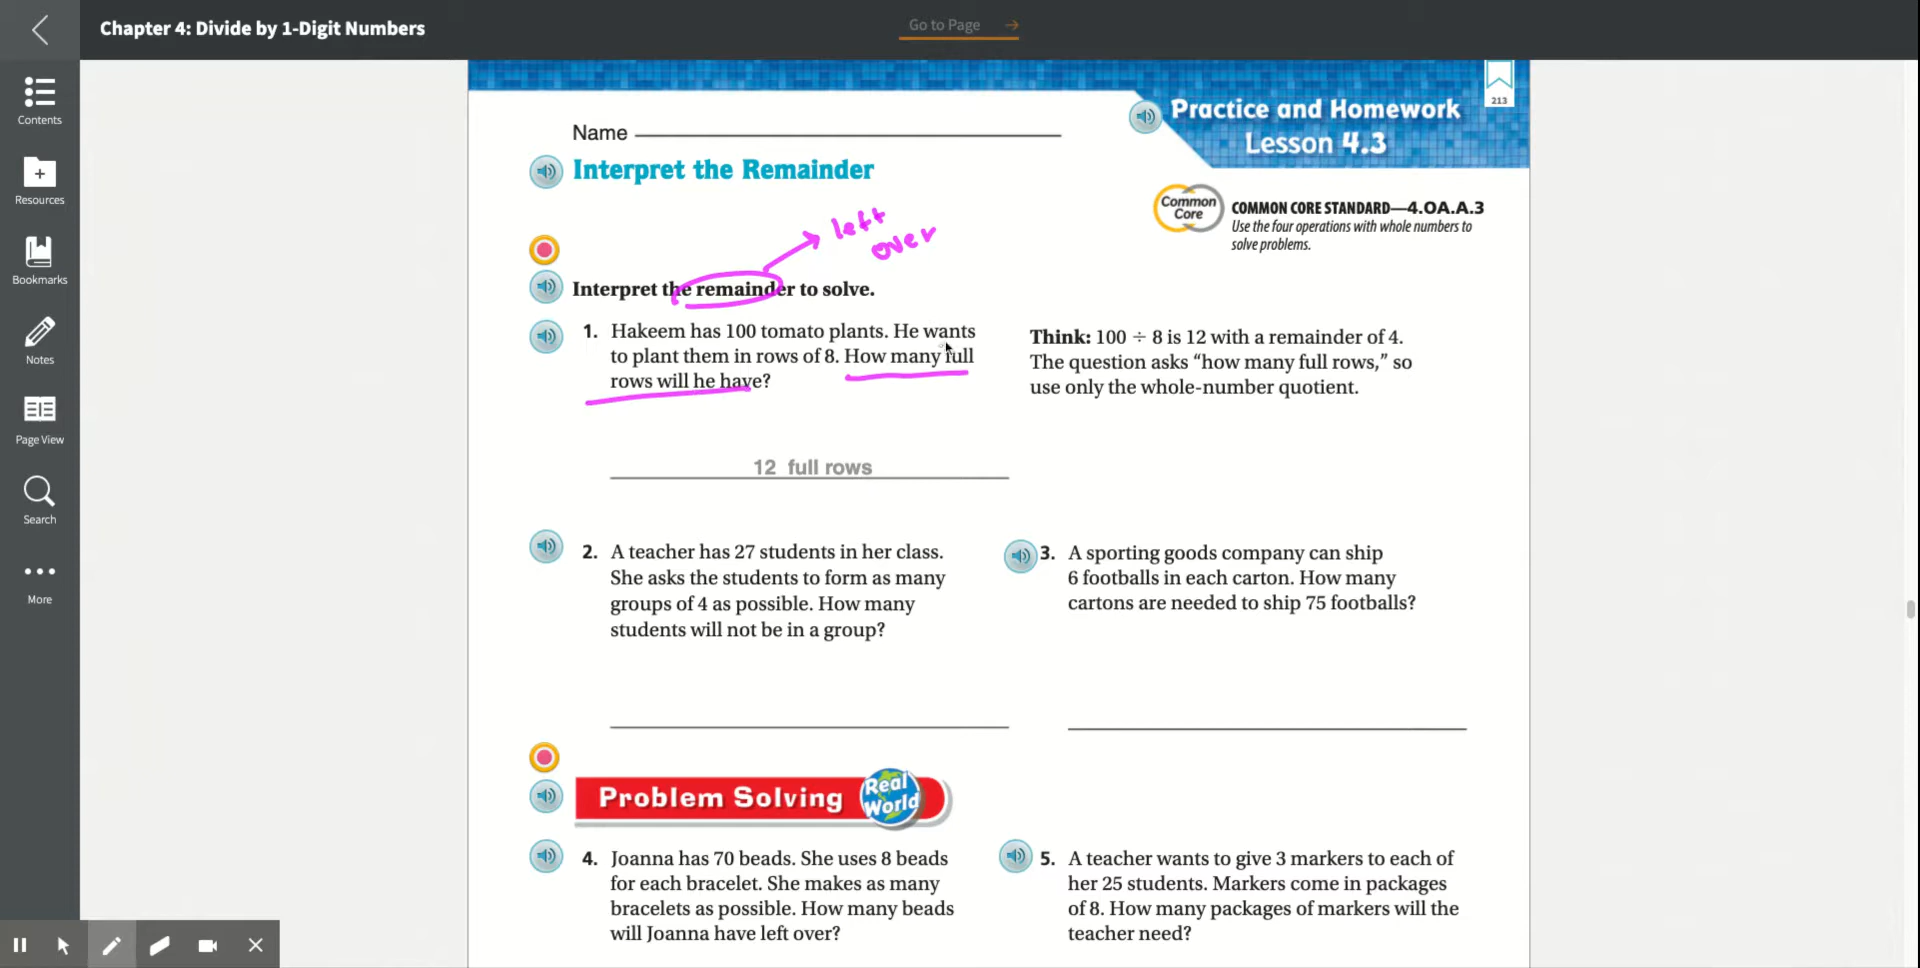 Chapter 4: Divide by 1-Digit Numbers
Go to Page
Contents
Resources
Bookmarks
Notes
Page View
Search
More
213
Practice and Homework
Lesson 4.3
Name
Interpret the Remainder
Common
Core
COMMON CORE STANDARD—4.OA.A.3
Use the four operations with whole numbers to
solve problems.
left
over
Interpret the remainder to solve.
1. Hakeem has 100 tomato plants. He wants
to plant them in rows of 8. How many full
rows will he have?
Think: 100 ÷ 8 is 12 with a remainder of 4.
The question asks “how many full rows,” so
use only the whole-number quotient.
12 full rows
2. A teacher has 27 students in her class.
She asks the students to form as many
groups of 4 as possible. How many
students will not be in a group?
3. A sporting goods company can ship
6 footballs in each carton. How many
cartons are needed to ship 75 footballs?
Problem Solving
Real
World
4. Joanna has 70 beads. She uses 8 beads
for each bracelet. She makes as many
bracelets as possible. How many beads
will Joanna have left over?
5. A teacher wants to give 3 markers to each of
her 25 students. Markers come in packages
of 8. How many packages of markers will the
teacher need?